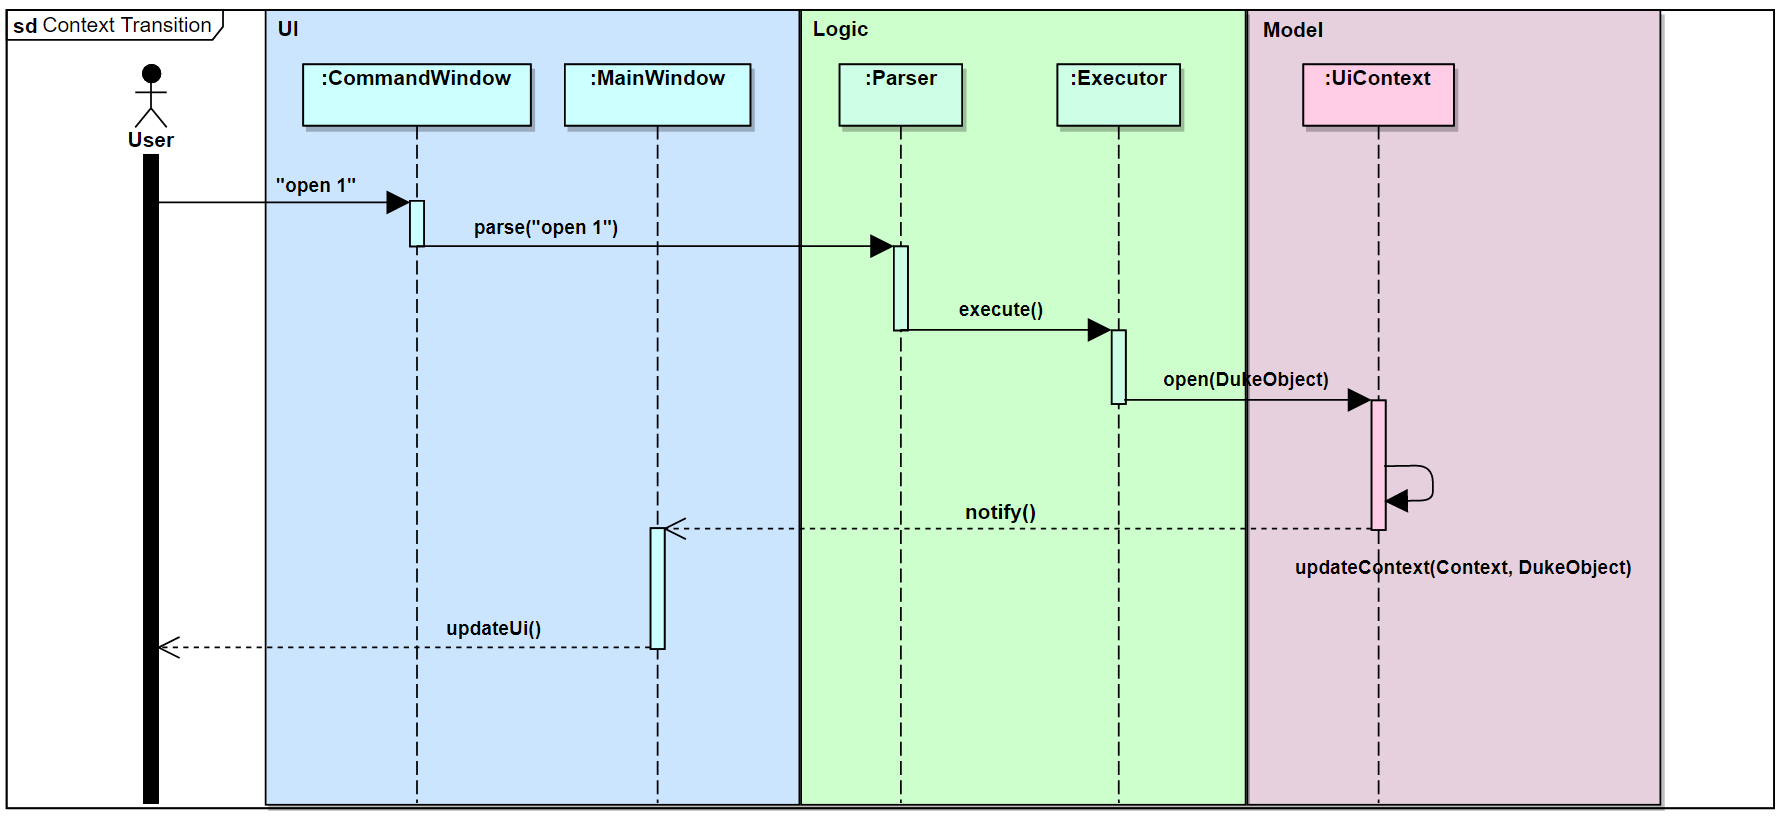 sd Context Transition
UI
Logic
Model
:CommandWindow
:MainWindow
:Parser
:Executor
:UiContext
User
"open 1"
parse("open 1")
execute()
open(DukeObject)
notify()
updateContext(Context, DukeObject)
updateUi()